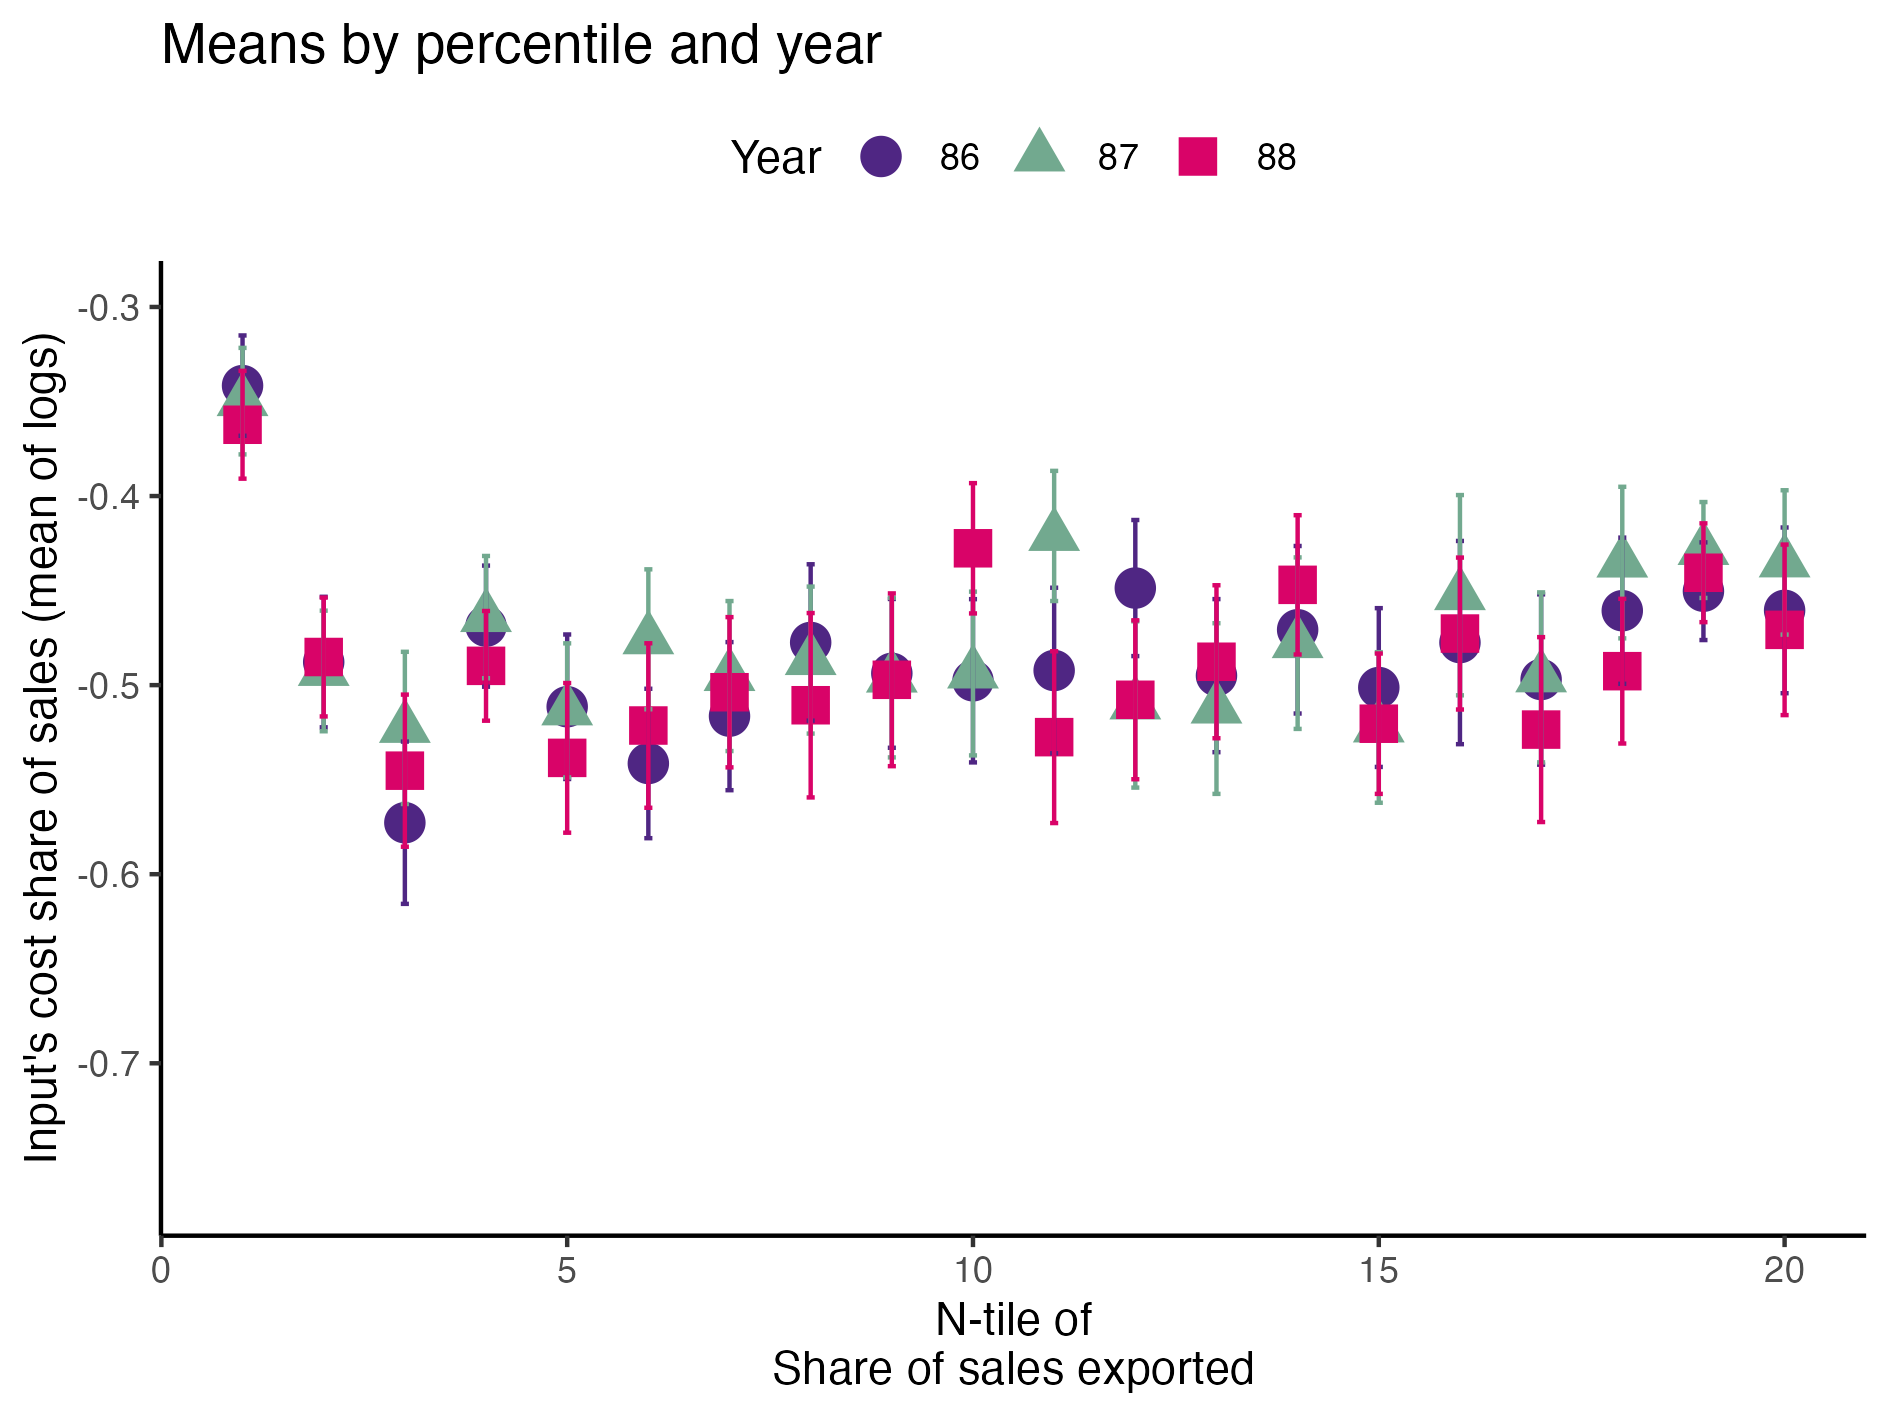 Means by percentile and year
Year 86 87 88
Input's cost share of sales (mean of logs)
-0.3
-0.4
-0.5
-0.6
-0.7
0 5 10 15 20
N-tile of
Share of sales exported